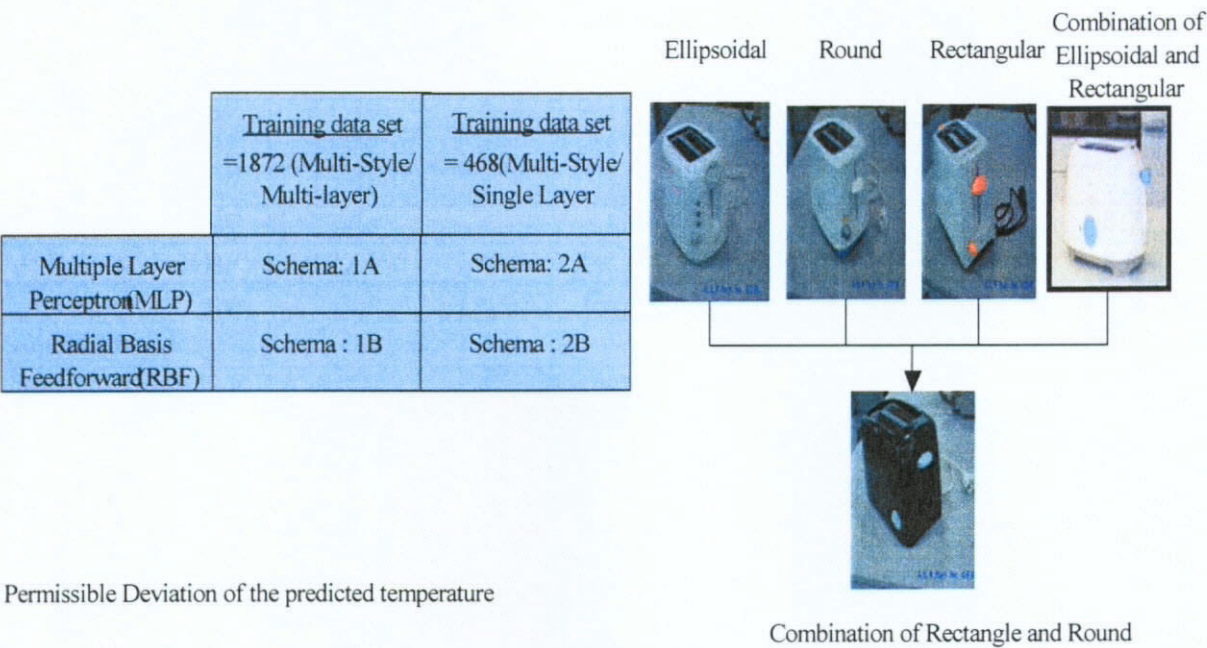 Combination of
Ellipsoidal Round Rectangular Ellipsoidal and
Rectangular
Training data set Training data set
=1872 (Multi-Style/ = 468(Multi-Style/
Multi-layer) Single Layer
Multiple Layer Schema: 1A Schema: 2A
Perceptron(MLP)
Radial Basis Schema : 1B Schema : 2B
Feedforward(RBF)
Permissible Deviation of the predicted temperature
Combination of Rectangle and Round